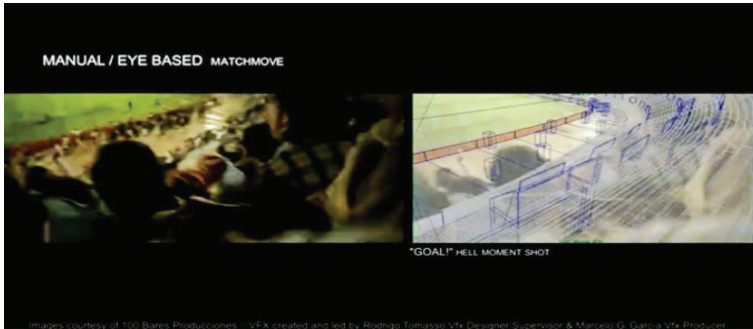 MANUAL / EYE BASED MATCHMOVE
"GOAL!" HELL MOMENT SHOT
Images courtesy of 100 Bares Producciones VFX created and led by Rodrigo Tomasso Vfx Designer/Supervisor & Marcelo G. Garcia Vfx Producer